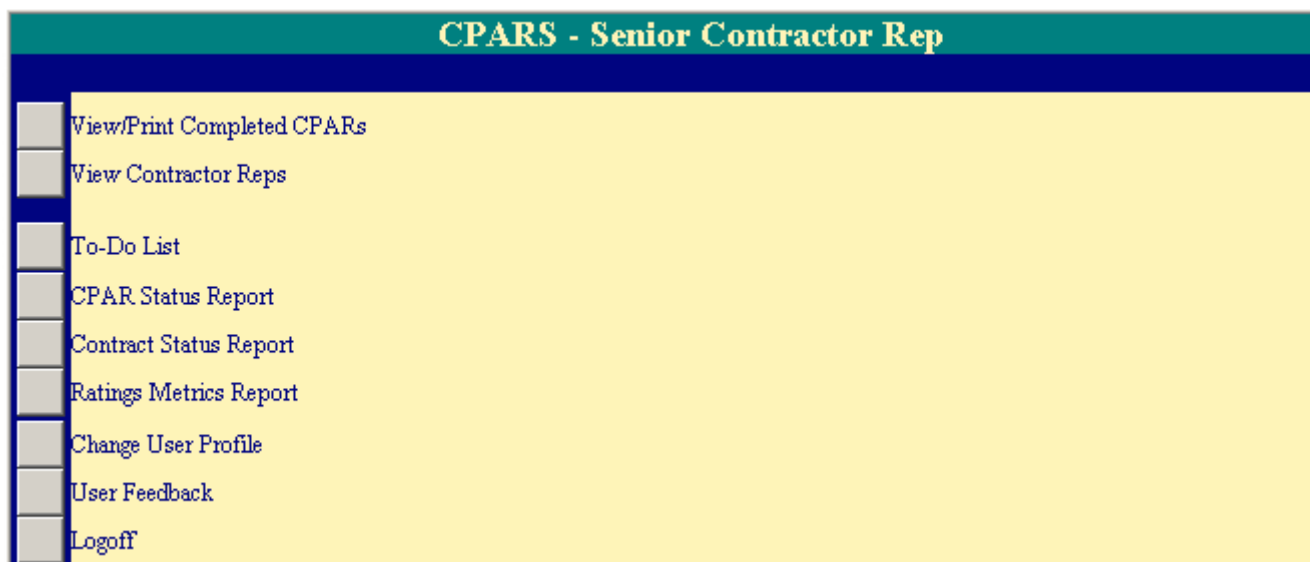 CPARS - Senior Contractor Rep
View/Print Completed CPARs
View Contractor Reps
To-Do List
CPAR Status Report
Contract Status Report
Ratings Metrics Report
Change User Profile
User Feedback
Logoff